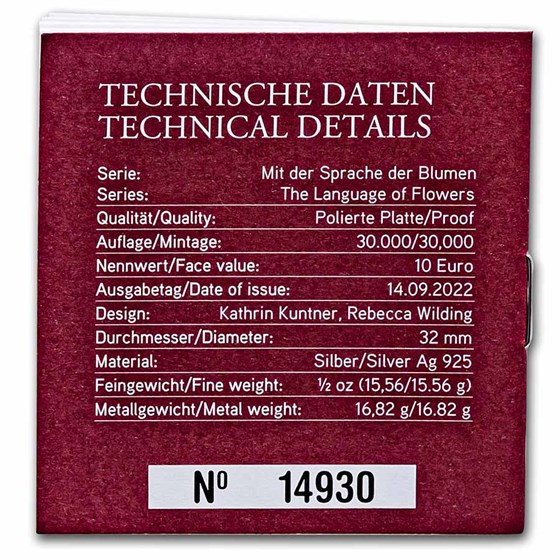 TECHNISCHE DATEN
TECHNICAL DETAILS
Serie: Mit der Sprache der Blumen
Series: The Language of Flowers
Qualität/Quality: Polierte Platte/Proof
Auflage/Mintage: 30.000/30,000
Nennwert/Face value: 10 Euro
Ausgabetag/Date of issue: 14.09.2022
Design: Kathrin Kuntner, Rebecca Wilding
Durchmesser/Diameter: 32 mm
Material: Silber/Silver Ag 925
Feingewicht/Fine weight: ½ oz (15,56/15.56 g)
Metallgewicht/Metal weight: 16,82 g/16.82 g
Nº 14930